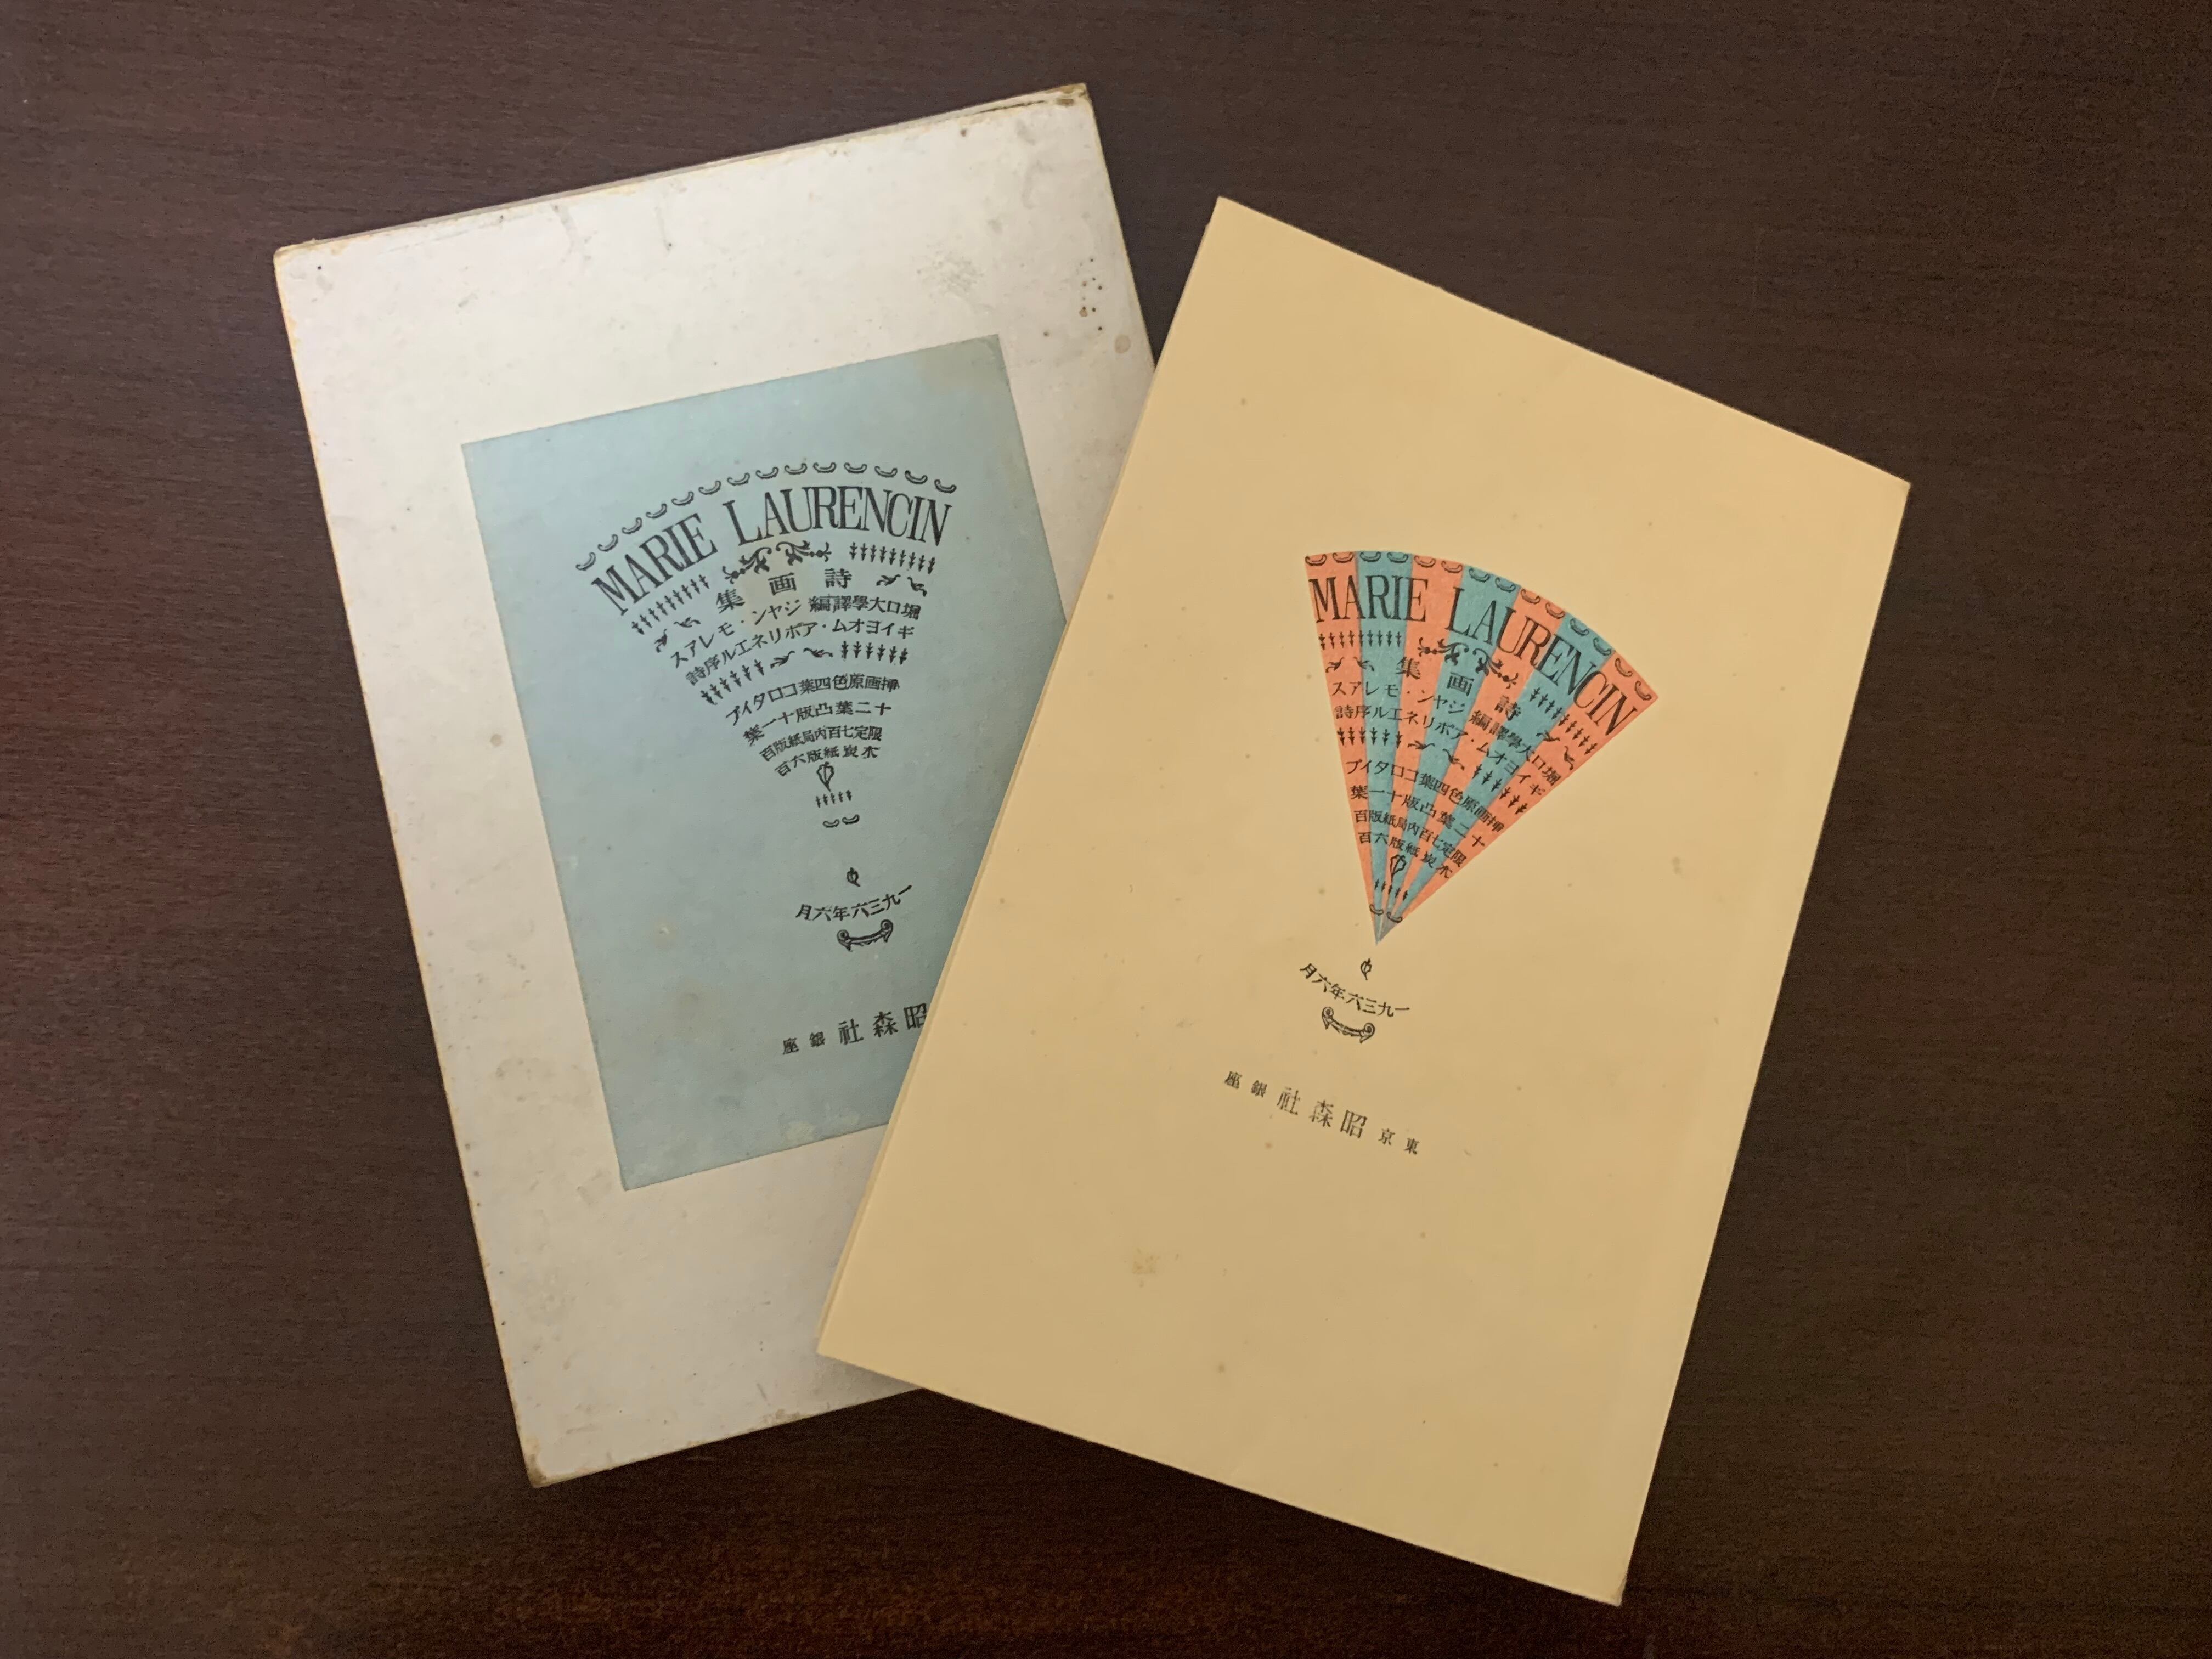 MARIE LAURENCIN
詩画集
堀口大學譯編 ジヤン・モレアス
ギイヨオム・アポリネエル序詩
挿画原色四葉コロタイプ
十二葉凸版十一葉
限定七百内局紙版百
木炭紙版六百
一九三六年六月
昭森社 銀座
MARIE LAURENCIN
詩画集
堀口大學譯編 ジヤン・モレアス
ギイヨオム・アポリネエル序詩
挿画原色四葉コロタイプ
十二葉凸版十一葉
限定七百内局紙版百
木炭紙版六百
一九三六年六月
東京 昭森社 銀座